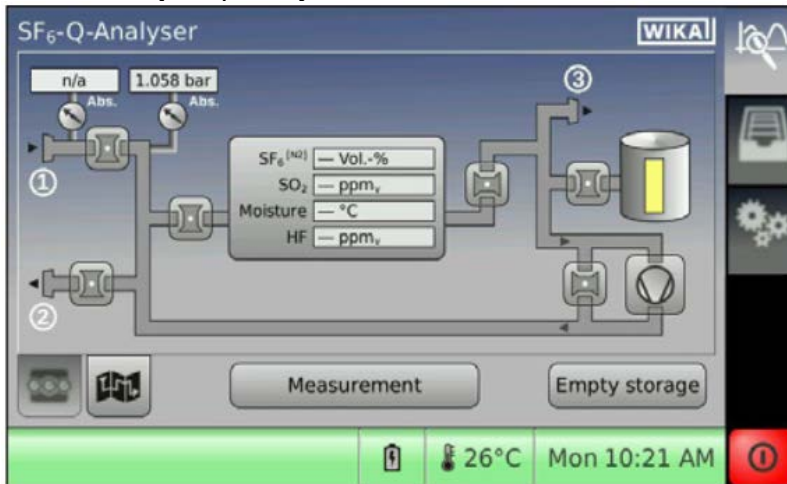 SF₆-Q-Analyser
WIKA
n/a
1.058 bar
Abs.
Abs.
③
①
SF₆ [N2] — Vol.-%
SO₂ — ppmᵥ
Moisture — °C
HF — ppmᵥ
②
Measurement
Empty storage
26°C
Mon 10:21 AM